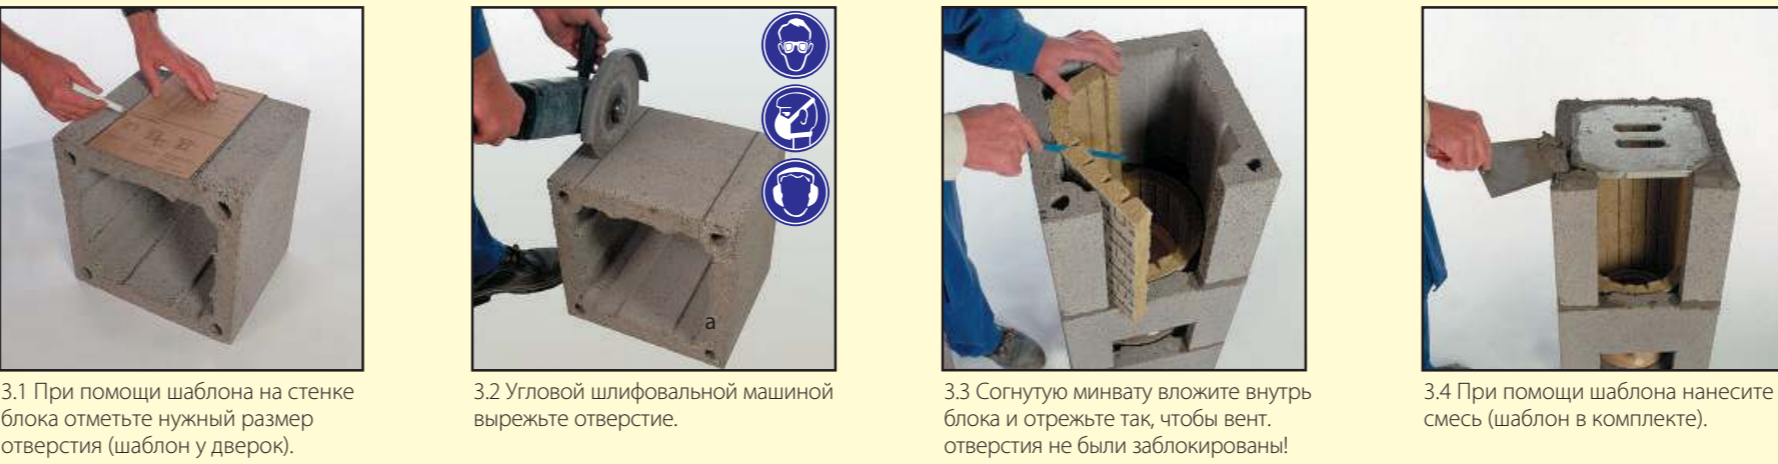 a
3.1 При помощи шаблона на стенке
блока отметьте нужный размер
отверстия (шаблон у дверок).
3.2 Угловой шлифовальной машиной
вырежьте отверстие.
3.3 Согнутую минвату вложите внутрь
блока и отрежьте так, чтобы вент.
отверстия не были заблокированы!
3.4 При помощи шаблона нанесите
смесь (шаблон в комплекте).